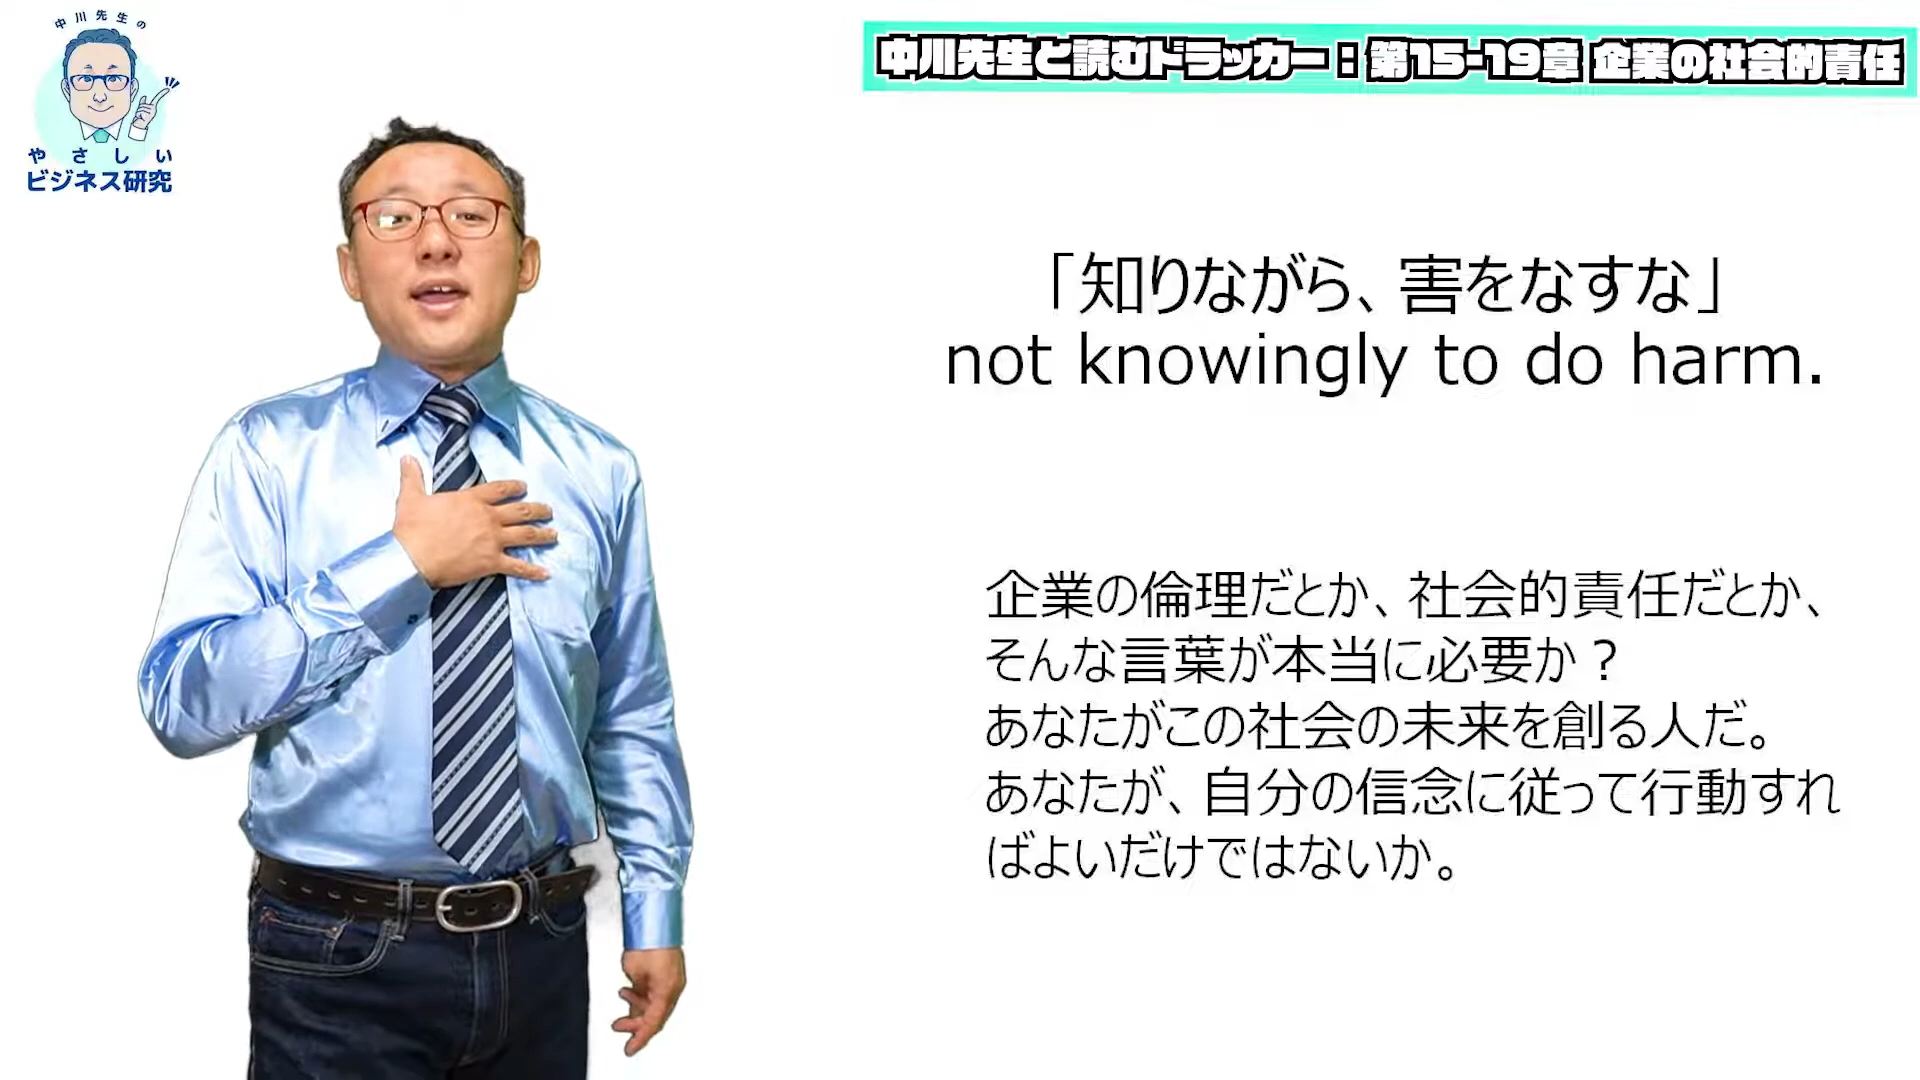 中川先生の
やさしい
ビジネス研究
中川先生と読むドラッカー：第15-19章 企業の社会的責任
「知りながら、害をなすな」
not knowingly to do harm.
企業の倫理だとか、社会的責任だとか、
そんな言葉が本当に必要か？
あなたがこの社会の未来を創る人だ。
あなたが、自分の信念に従って行動すれ
ばよいだけではないか。